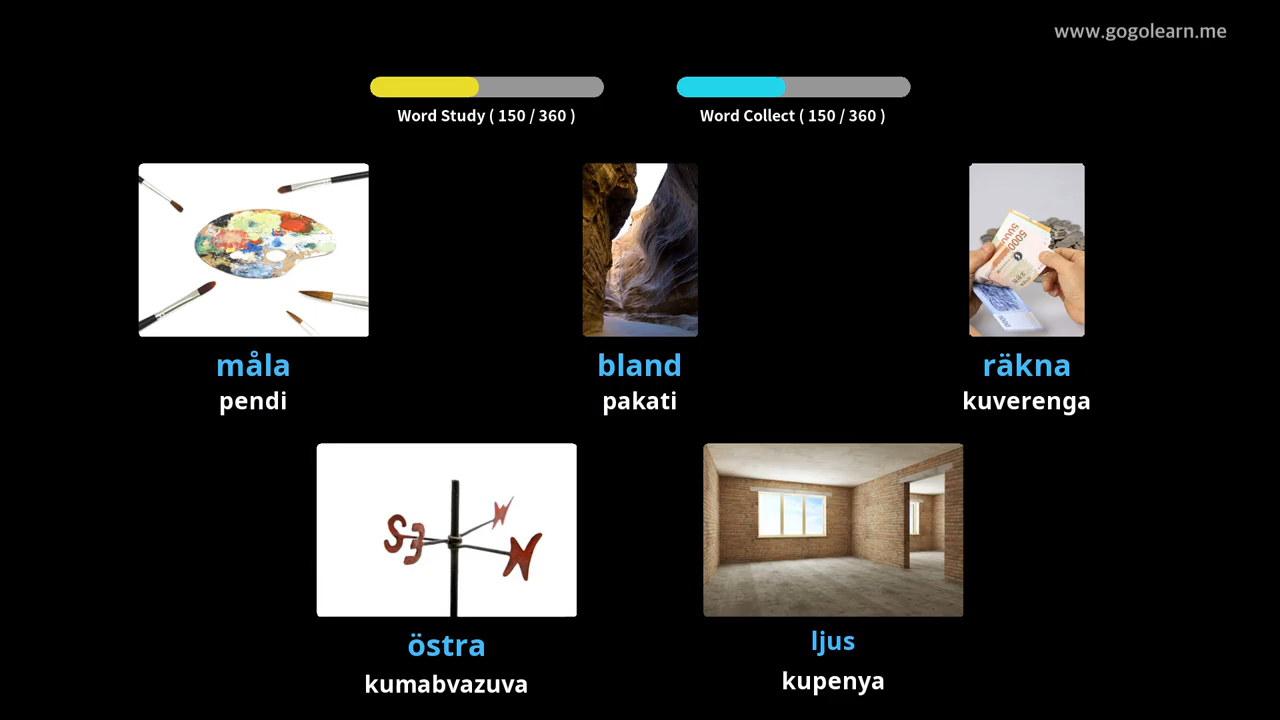 www.gogolearn.me
Word Study ( 150 / 360 )
Word Collect ( 150 / 360 )
måla
pendi
bland
pakati
räkna
kuverenga
östra
kumabvazuva
ljus
kupenya